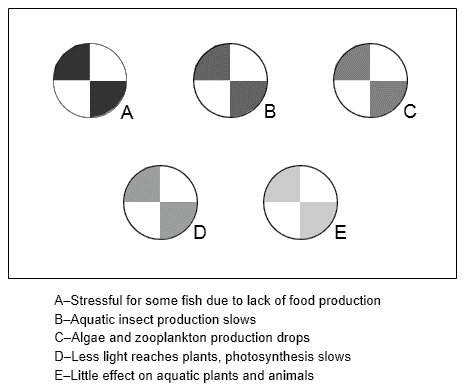 A
B
C
D
E
A–Stressful for some fish due to lack of food production
B–Aquatic insect production slows
C–Algae and zooplankton production drops
D–Less light reaches plants, photosynthesis slows
E–Little effect on aquatic plants and animals